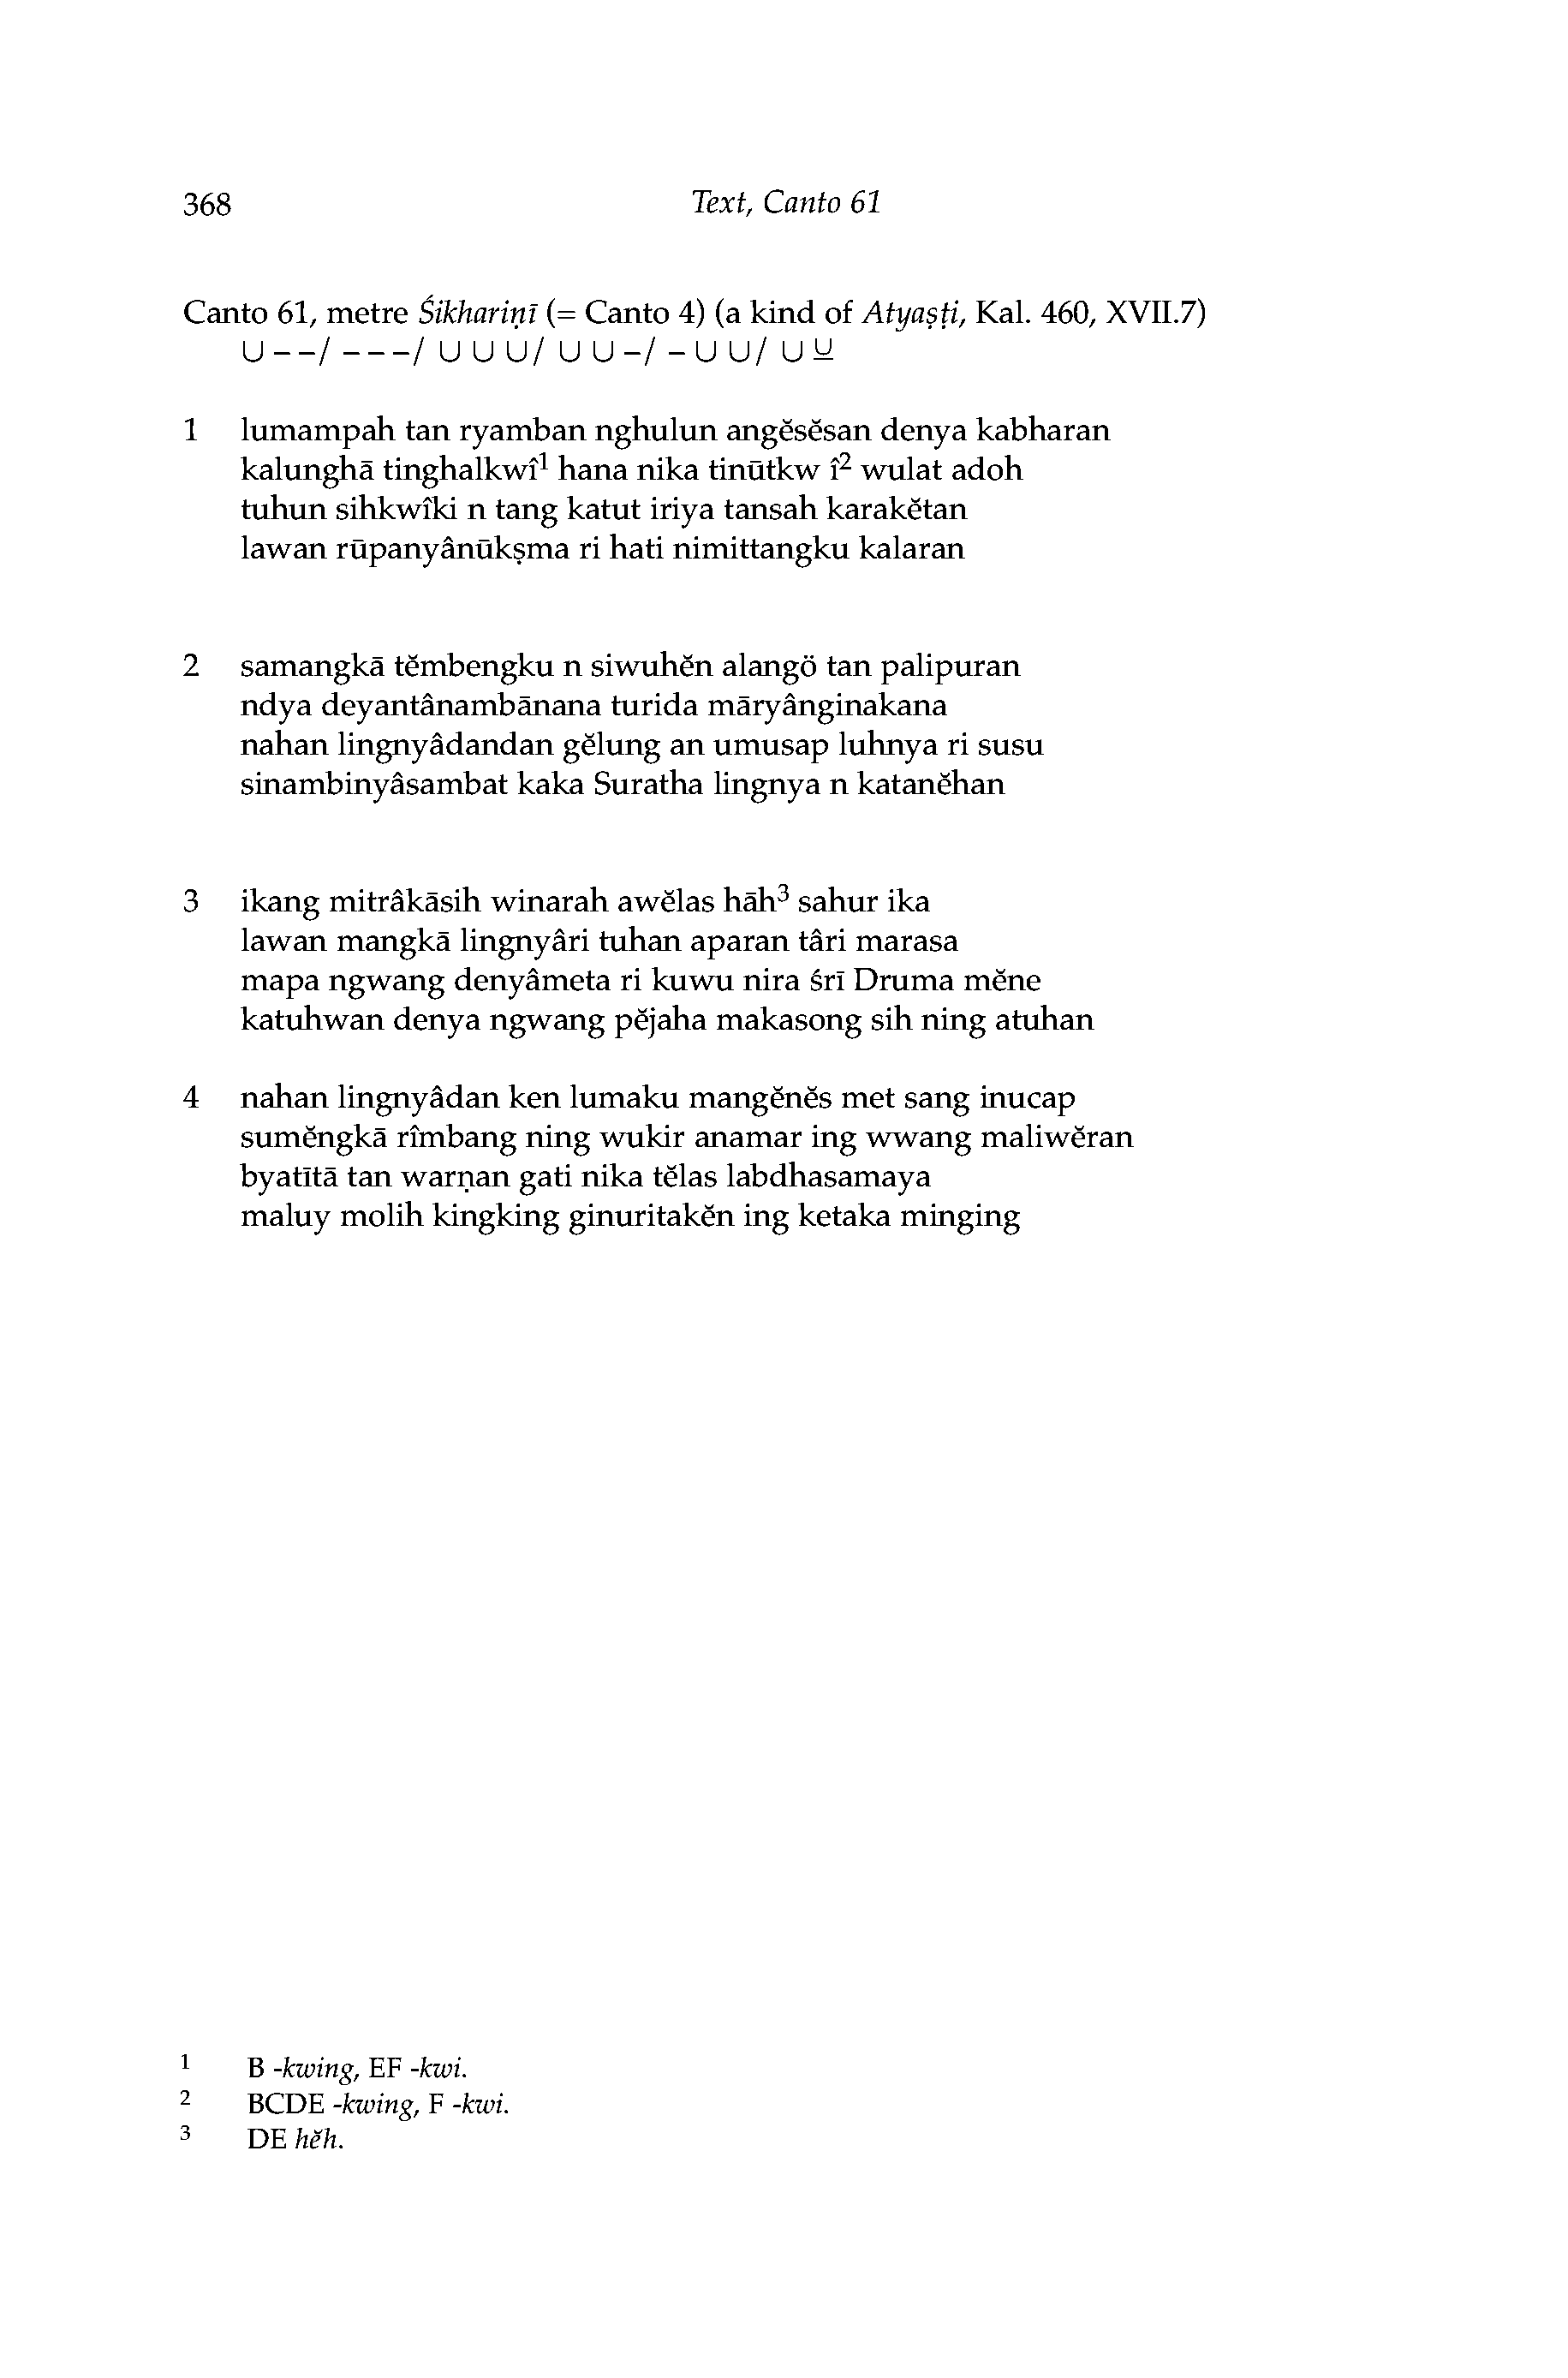 368 Text, Canto 61
Canto 61, metre Śikhariṇī (= Canto 4) (a kind of Atyaṣṭi, Kal. 460, XVII.7)
∪ – –/ – – –/ ∪ ∪ ∪/ ∪ ∪ –/ – ∪ ∪/ ∪ ⊻
1 lumampah tan ryamban nghulun angĕsĕsan denya kabharan
kalunghā tinghalkwî¹ hana nika tinūtkw î² wulat adoh
tuhun sihkwîki n tang katut iriya tansah karakĕtan
lawan rūpanyânūkṣma ri hati nimittangku kalaran
2 samangkā tĕmbengku n siwuhĕn alangö tan palipuran
ndya deyantânambānana turida māryânginakana
nahan lingnyâdandan gĕlung an umusap luhnya ri susu
sinambinyâsambat kaka Suratha lingnya n katanĕhan
3 ikang mitrâkāsih winarah awĕlas hāh³ sahur ika
lawan mangkā lingnyâri tuhan aparan târi marasa
mapa ngwang denyâmeta ri kuwu nira śrī Druma mĕne
katuhwan denya ngwang pĕjaha makasong sih ning atuhan
4 nahan lingnyâdan ken lumaku mangĕnĕs met sang inucap
sumĕngkā rîmbang ning wukir anamar ing wwang maliwĕran
byatītā tan warṇan gati nika tĕlas labdhasamaya
maluy molih kingking ginuritakĕn ing ketaka minging
1 B -kwing, EF -kwi.
2 BCDE -kwing, F -kwi.
3 DE hĕh.